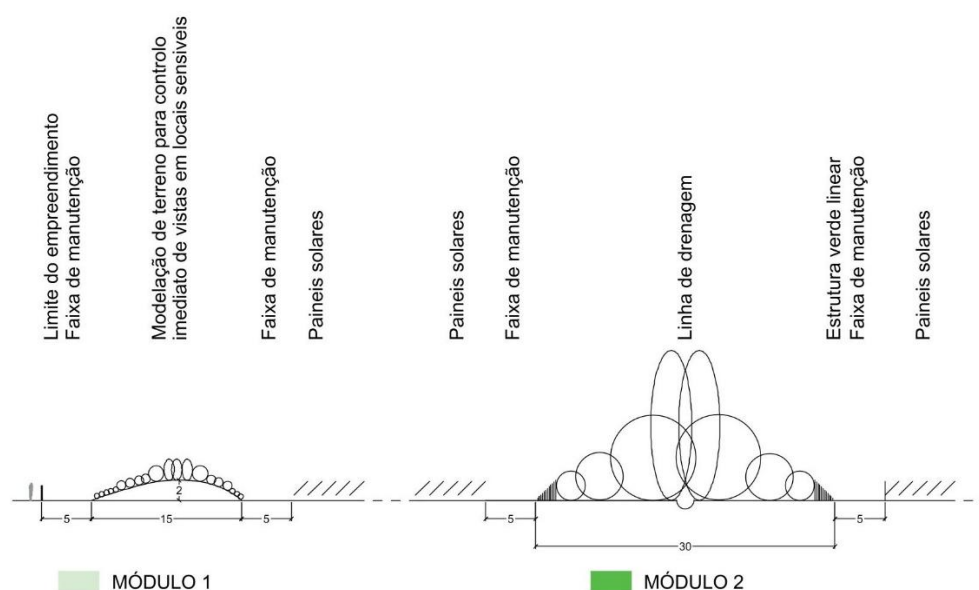 Limite do empreendimento
Faixa de manutenção
Modelação de terreno para controlo
imediato de vistas em locais sensiveis
Faixa de manutenção
Paineis solares
Paineis solares
Faixa de manutenção
Linha de drenagem
Estrutura verde linear
Faixa de manutenção
Paineis solares
2
5
15
5
5
30
5
MÓDULO 1
MÓDULO 2